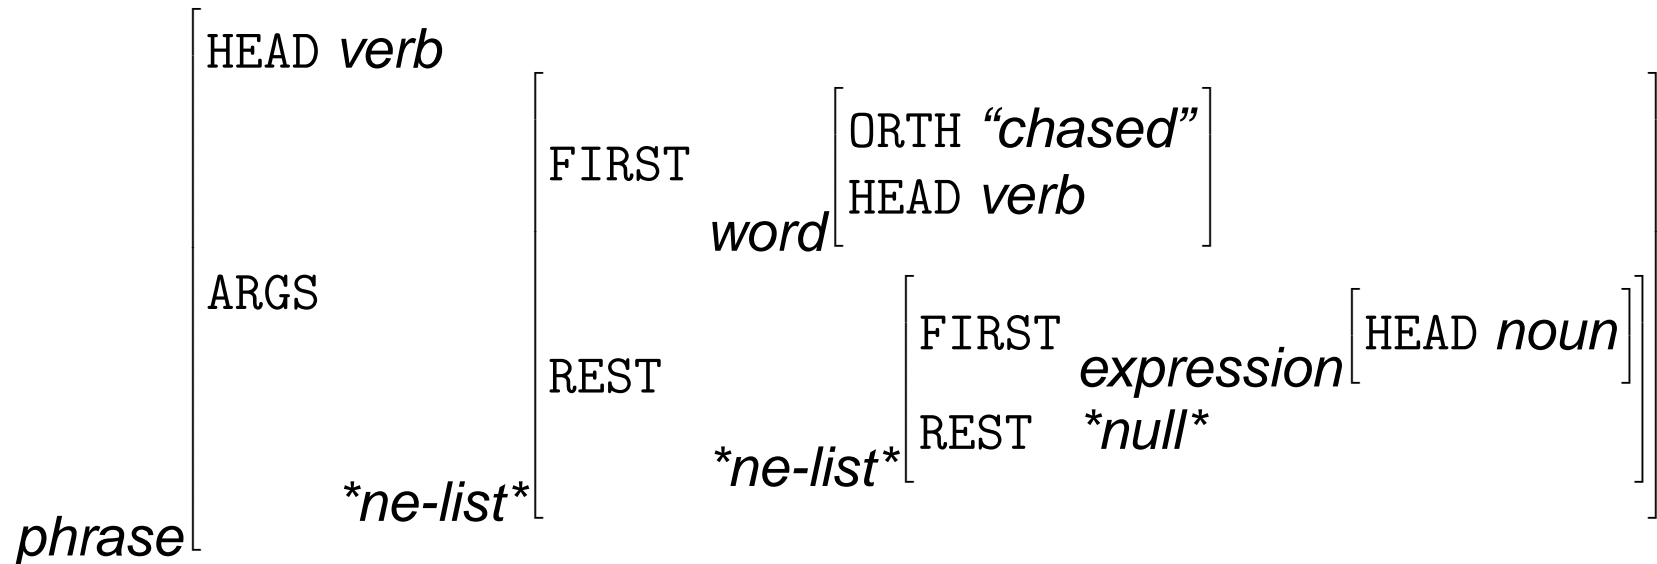 HEAD verb
ORTH “chased”
FIRST
HEAD verb
word
ARGS
FIRST
HEAD noun
expression
REST
REST *null*
*ne-list*
*ne-list*
phrase